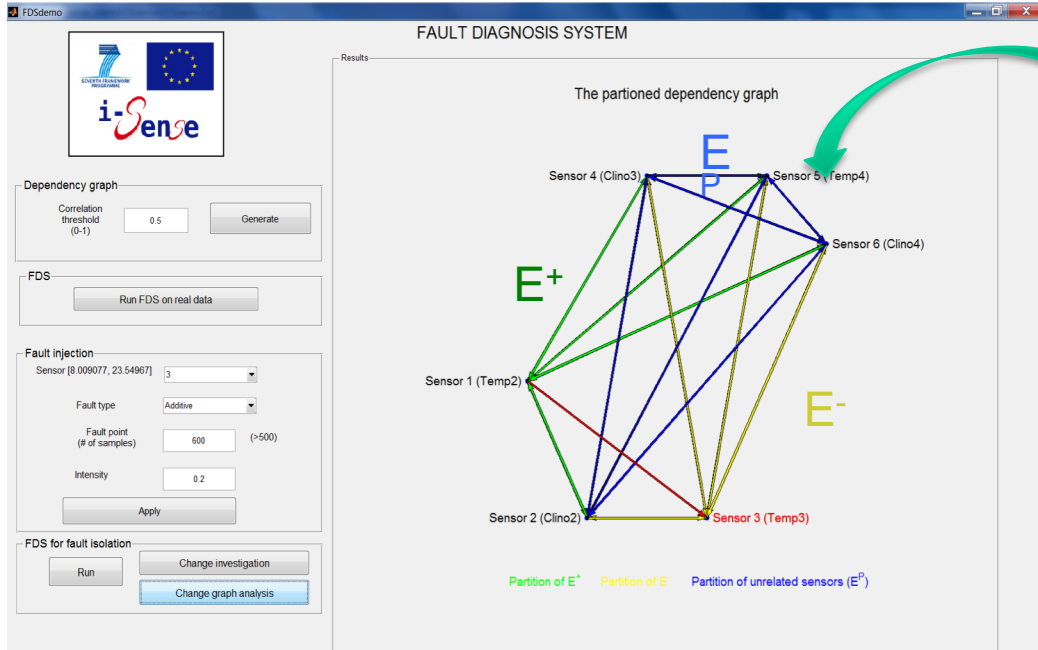 FDSdemo
FAULT DIAGNOSIS SYSTEM
SEVENTH FRAMEWORK
PROGRAMME
i-Sense
Dependency graph
Correlation
threshold
(0-1)
0.5
Generate
FDS
Run FDS on real data
Fault injection
Sensor [8.009077, 23.54967]
3
Fault type
Additive
Fault point
(# of samples)
600
(>500)
Intensity
0.2
Apply
FDS for fault isolation
Run
Change investigation
Change graph analysis
Results
The partioned dependency graph
E
P
Sensor 4 (Clino3)
Sensor 5 (Temp4)
Sensor 6 (Clino4)
E+
Sensor 1 (Temp2)
E-
Sensor 2 (Clino2)
Sensor 3 (Temp3)
Partition of E+ Partition of E- Partition of unrelated sensors (EP)